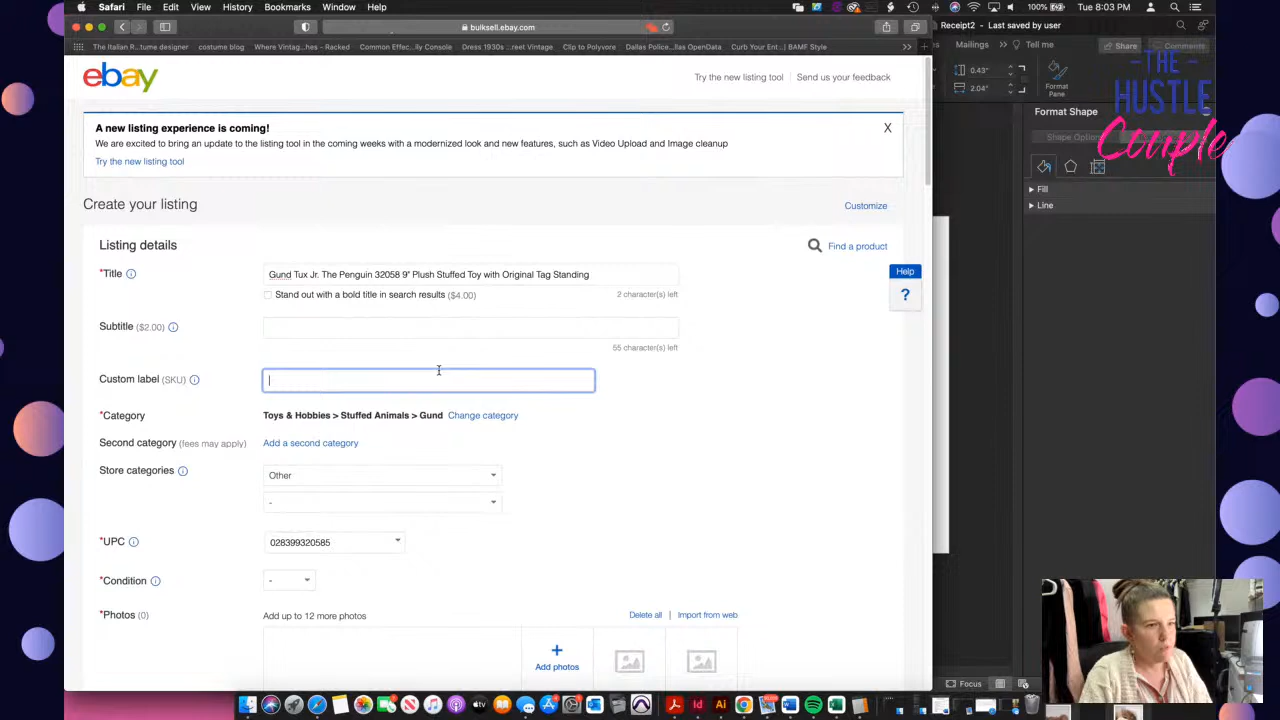 Safari File Edit View History Bookmarks Window Help
Thu Apr 7 6:03 PM
bulksell.ebay.com
Receipt2 — Last saved by user
The Italian R...tume designer costume blog Where Vintag... - Racked Common Effec...ily Console Dress 1930s ...reet Vintage Clip to Polyvore Dallas Police...llas OpenData Curb Your Ent...| BAMF Style
Mailings Tell me Share Comments
ebay
Try the new listing tool Send us your feedback
0.43"
2.04"
Format
Pane
Format Shape
Shape Options
- THE -
HUSTLE
Couple
A new listing experience is coming! X
We are excited to bring an update to the listing tool in the coming weeks with a modernized look and new features, such as Video Upload and Image cleanup
Try the new listing tool
Fill
Line
Create your listing Customize
Listing details Find a product
*Title Gund Tux Jr. The Penguin 32058 9" Plush Stuffed Toy with Original Tag Standing
Stand out with a bold title in search results ($4.00) 2 character(s) left
Help
?
Subtitle ($2.00)
55 character(s) left
Custom label (SKU)
*Category Toys & Hobbies > Stuffed Animals > Gund Change category
Second category (fees may apply) Add a second category
Store categories Other
-
*UPC 028399320585
*Condition -
*Photos (0) Add up to 12 more photos Delete all | Import from web
+
Add photos
Focus